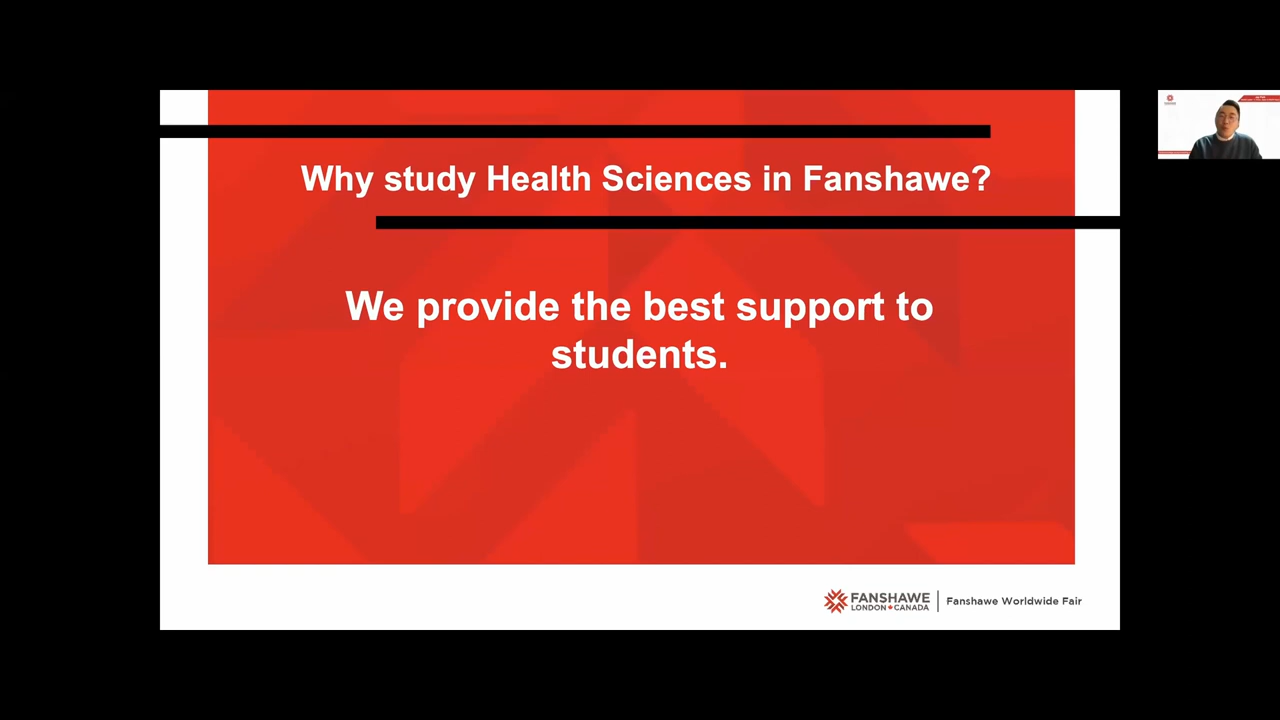 Why study Health Sciences in Fanshawe?
We provide the best support to
students.
FANSHAWE
LONDON CANADA
Fanshawe Worldwide Fair